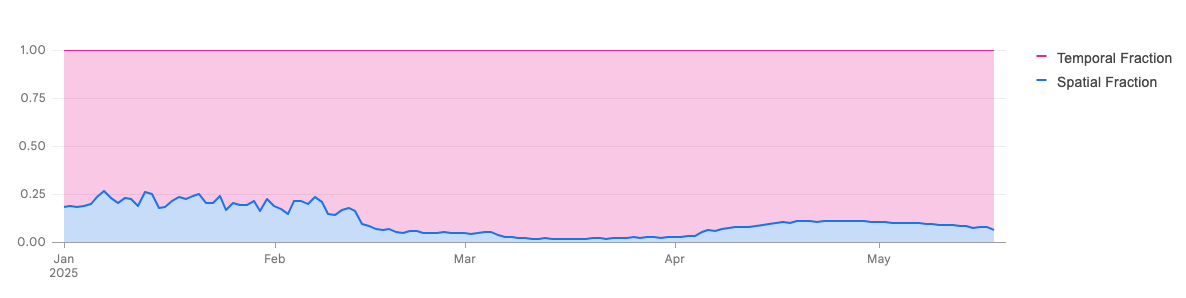 1.00
0.75
0.50
0.25
0.00
Jan
2025
Feb
Mar
Apr
May
Temporal Fraction
Spatial Fraction